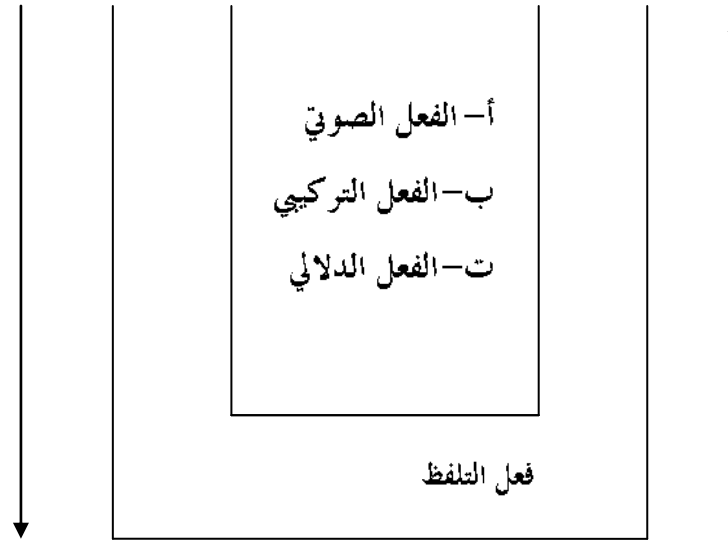 أ– الفعل الصوتي
ب–الفعل التركيبي
ت–الفعل الدلالي
فعل التلفظ